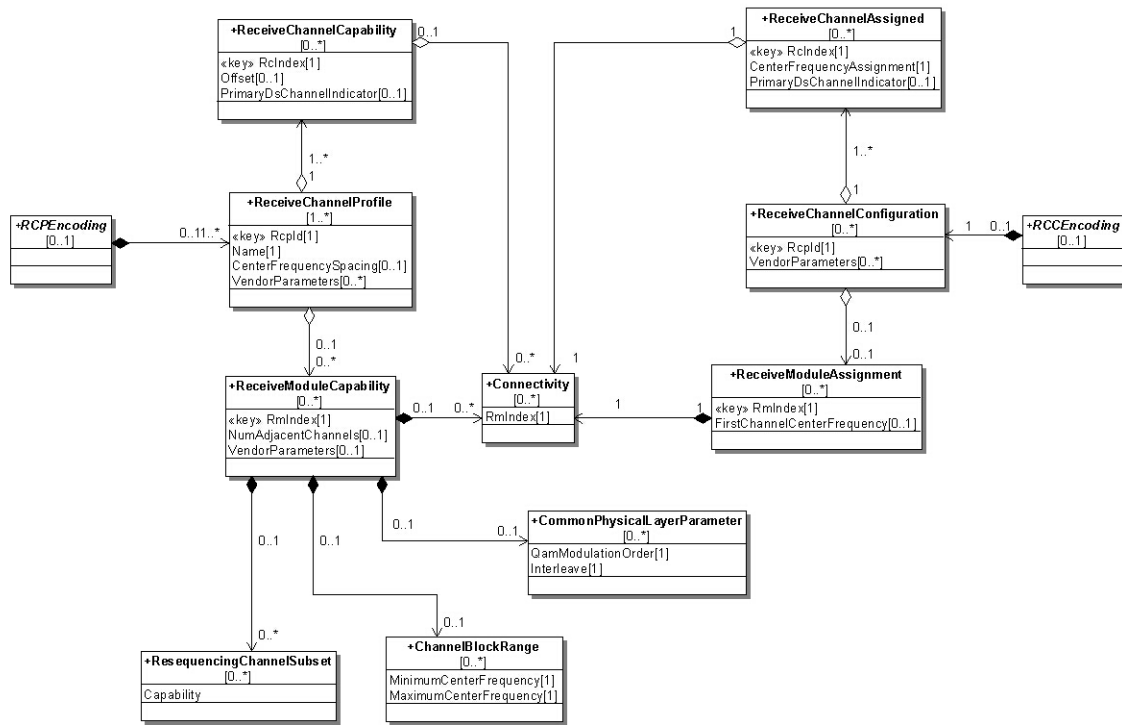 +ReceiveChannelCapability
[0..*]
«key» RcIndex[1]
Offset[0..1]
PrimaryDsChannelIndicator[0..1]
0..1
1
+ReceiveChannelAssigned
[0..*]
«key» RcIndex[1]
CenterFrequencyAssignment[1]
PrimaryDsChannelIndicator[0..1]
1..*
1
1..*
1
+RCPEncoding
[0..1]
0..11..*
+ReceiveChannelProfile
[1..*]
«key» RcpId[1]
Name[1]
CenterFrequencySpacing[0..1]
VendorParameters[0..*]
+ReceiveChannelConfiguration
[0..*]
«key» RcpId[1]
VendorParameters[0..*]
1
0..1
+RCCEncoding
[0..1]
0..1
0..*
0..*
1
0..1
0..1
+ReceiveModuleCapability
[0..*]
«key» RmIndex[1]
NumAdjacentChannels[0..1]
VendorParameters[0..1]
0..1
0..*
+Connectivity
[0..*]
RmIndex[1]
1
1
+ReceiveModuleAssignment
[0..*]
«key» RmIndex[1]
FirstChannelCenterFrequency[0..1]
0..1
0..1
0..1
0..1
+CommonPhysicalLayerParameter
[0..*]
QamModulationOrder[1]
Interleave[1]
0..*
0..1
+ResequencingChannelSubset
[0..*]
Capability
+ChannelBlockRange
[0..*]
MinimumCenterFrequency[1]
MaximumCenterFrequency[1]